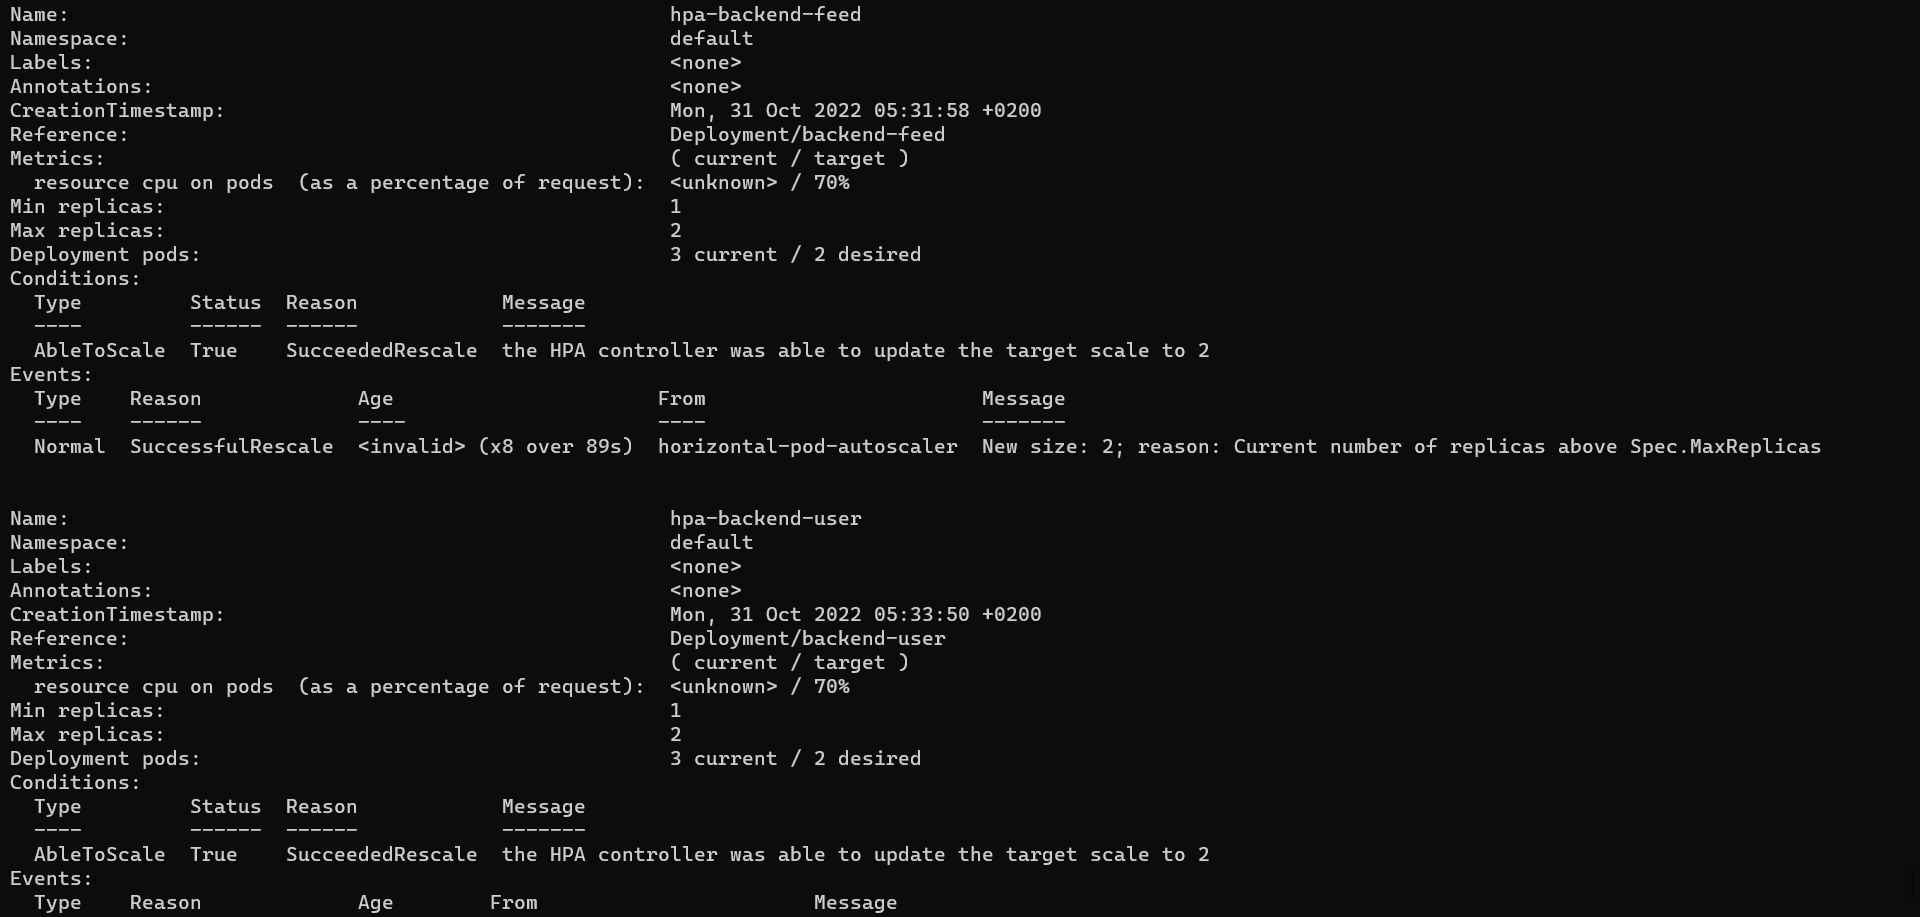 Name:                                                  hpa-backend-feed
Namespace:                                             default
Labels:                                                <none>
Annotations:                                           <none>
CreationTimestamp:                                     Mon, 31 Oct 2022 05:31:58 +0200
Reference:                                             Deployment/backend-feed
Metrics:                                               ( current / target )
  resource cpu on pods  (as a percentage of request):  <unknown> / 70%
Min replicas:                                          1
Max replicas:                                          2
Deployment pods:                                       3 current / 2 desired
Conditions:
  Type         Status  Reason            Message
  ----         ------  ------            -------
  AbleToScale  True    SucceededRescale  the HPA controller was able to update the target scale to 2
Events:
  Type    Reason             Age                      From                       Message
  ----    ------             ----                     ----                       -------
  Normal  SuccessfulRescale  <invalid> (x8 over 89s)  horizontal-pod-autoscaler  New size: 2; reason: Current number of replicas above Spec.MaxReplicas


Name:                                                  hpa-backend-user
Namespace:                                             default
Labels:                                                <none>
Annotations:                                           <none>
CreationTimestamp:                                     Mon, 31 Oct 2022 05:33:50 +0200
Reference:                                             Deployment/backend-user
Metrics:                                               ( current / target )
  resource cpu on pods  (as a percentage of request):  <unknown> / 70%
Min replicas:                                          1
Max replicas:                                          2
Deployment pods:                                       3 current / 2 desired
Conditions:
  Type         Status  Reason            Message
  ----         ------  ------            -------
  AbleToScale  True    SucceededRescale  the HPA controller was able to update the target scale to 2
Events:
  Type    Reason             Age        From                       Message